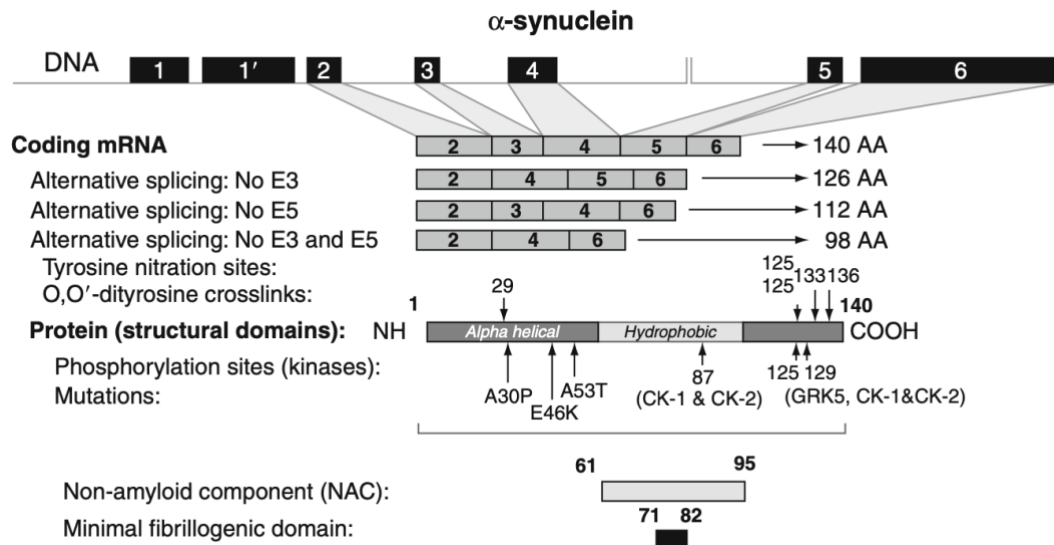 α-synuclein
DNA 1 1′ 2 3 4 5 6
Coding mRNA 2 3 4 5 6 140 AA
Alternative splicing: No E3 2 4 5 6 126 AA
Alternative splicing: No E5 2 3 4 6 112 AA
Alternative splicing: No E3 and E5 2 4 6 98 AA
Tyrosine nitration sites: 29 125 133 136
O,O′-dityrosine crosslinks: 125
1 140
Protein (structural domains): NH Alpha helical Hydrophobic COOH
Phosphorylation sites (kinases): 87 125 129
(CK-1 & CK-2) (GRK5, CK-1&CK-2)
Mutations: A30P E46K A53T
61 95
Non-amyloid component (NAC):
71 82
Minimal fibrillogenic domain: